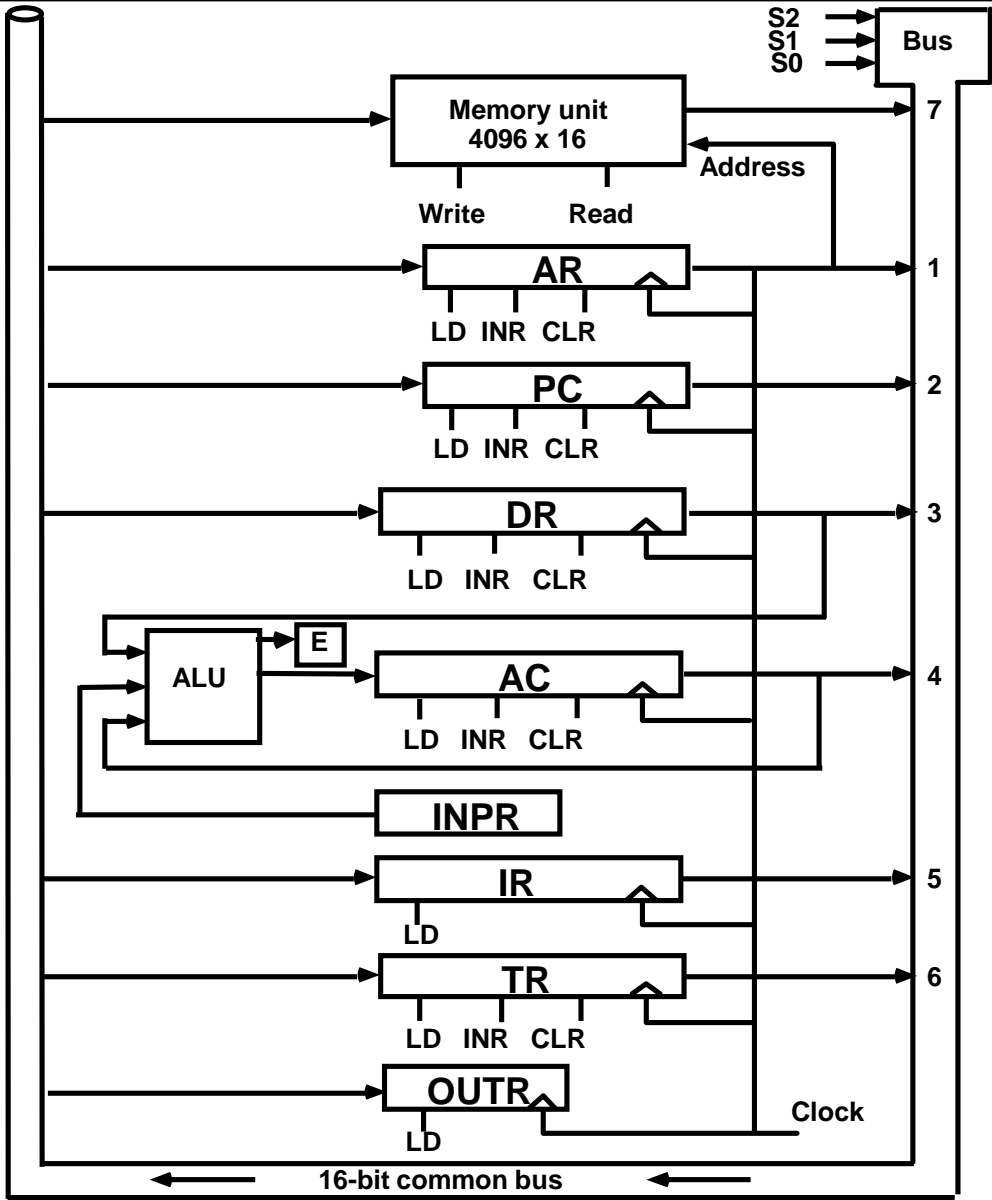 S2
S1
S0
Bus
Memory unit
4096 x 16
7
Address
Write Read
AR
1
LD INR CLR
PC
2
LD INR CLR
DR
3
LD INR CLR
E
ALU
AC
4
LD INR CLR
INPR
IR
5
LD
TR
6
LD INR CLR
OUTR
Clock
LD
16-bit common bus